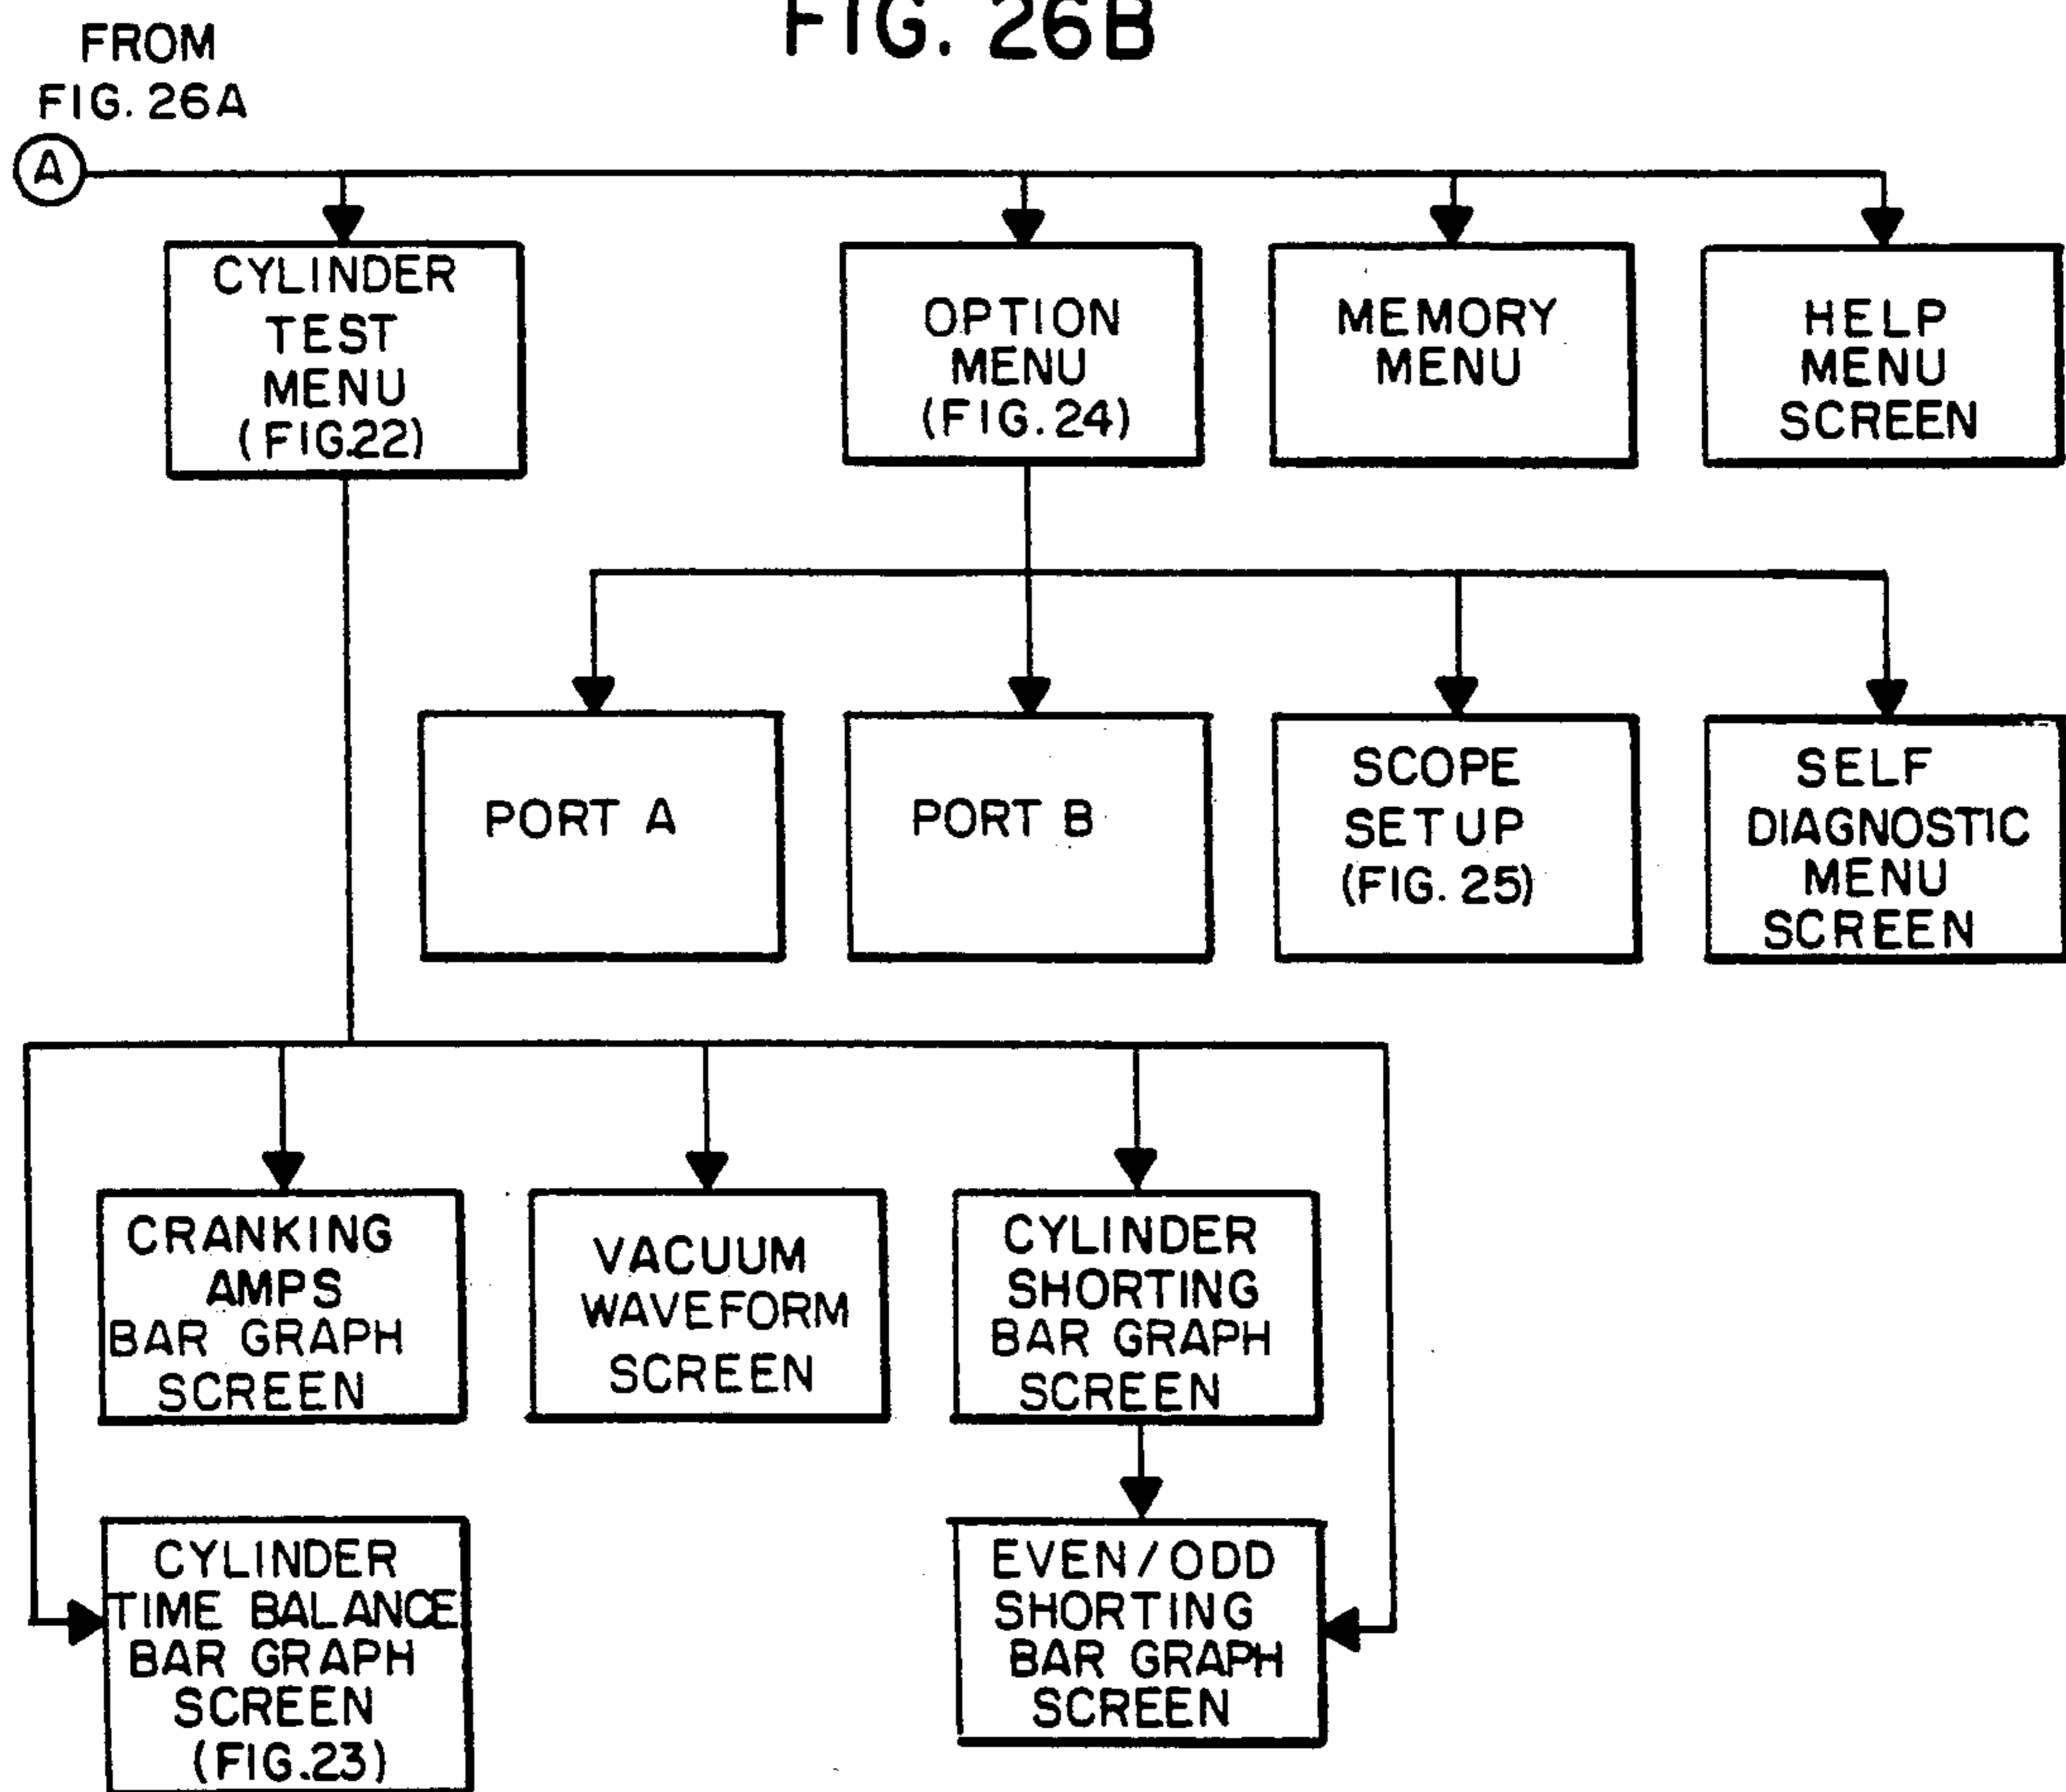 FIG. 26B
FROM
FIG. 26A
A
CYLINDER
TEST
MENU
(FIG.22)
OPTION
MENU
(FIG. 24)
MEMORY
MENU
HELP
MENU
SCREEN
PORT A
PORT B
SCOPE
SET UP
(FIG. 25)
SELF
DIAGNOSTIC
MENU
SCREEN
CRANKING
AMPS
BAR GRAPH
SCREEN
VACUUM
WAVEFORM
SCREEN
CYLINDER
SHORTING
BAR GRAPH
SCREEN
CYLINDER
TIME BALANCE
BAR GRAPH
SCREEN
(FIG.23)
EVEN/ODD
SHORTING
BAR GRAPH
SCREEN